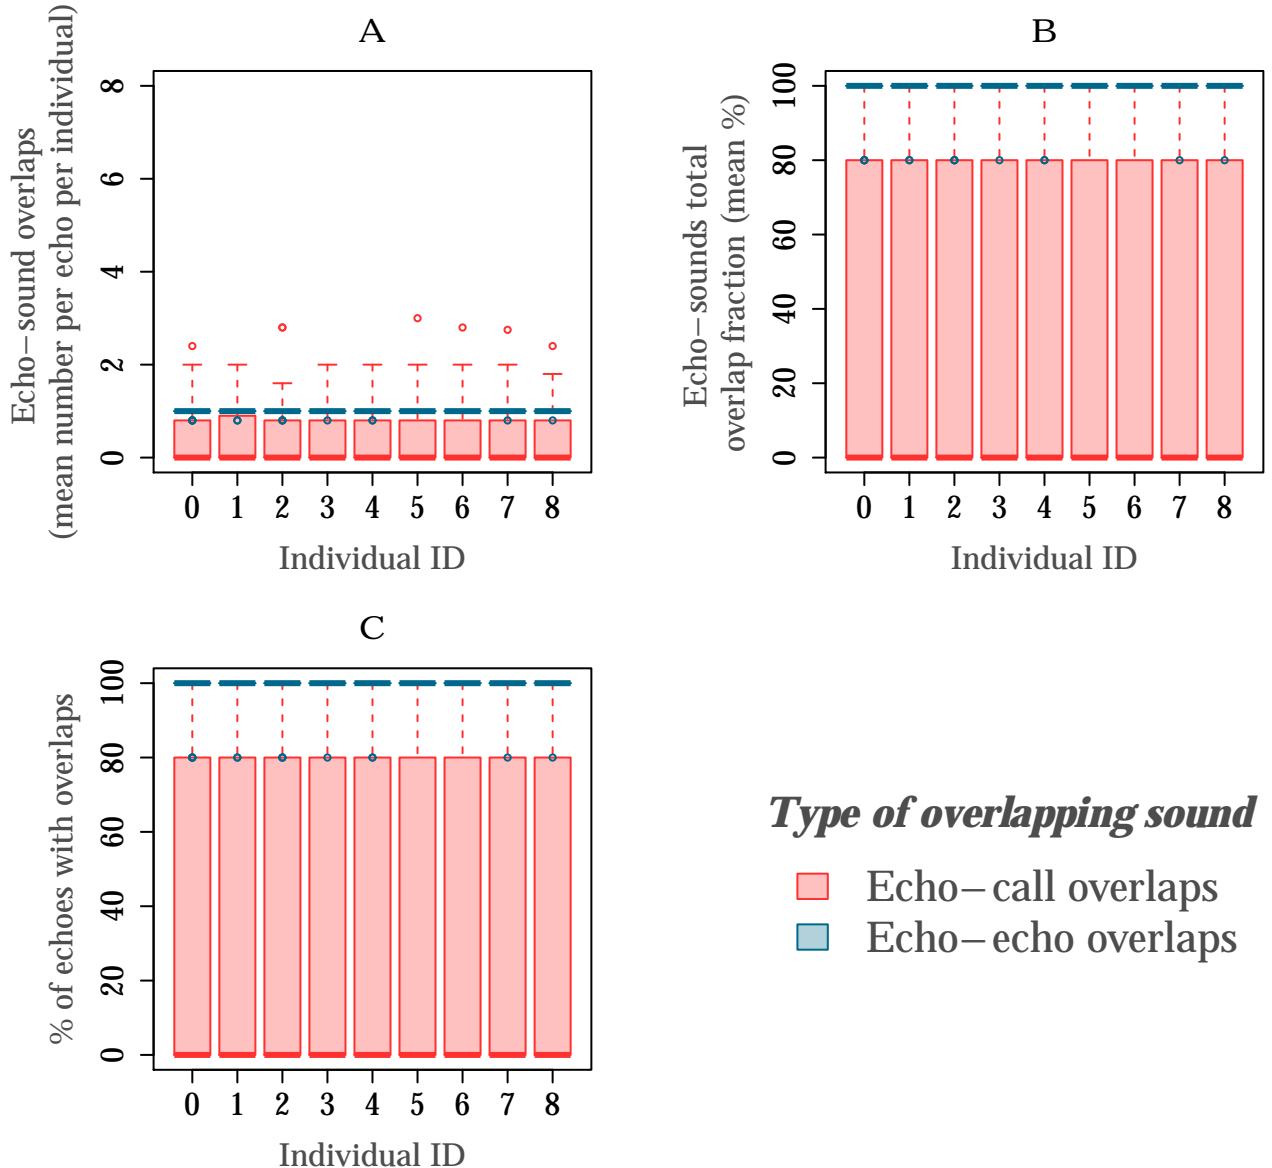 A
Echo−sound overlaps
(mean number per echo per individual)
8
6
4
2
0
0 1 2 3 4 5 6 7 8
Individual ID
B
Echo−sounds total
overlap fraction (mean %)
100
80
60
40
20
0
0 1 2 3 4 5 6 7 8
Individual ID
C
% of echoes with overlaps
100
80
60
40
20
0
0 1 2 3 4 5 6 7 8
Individual ID
Type of overlapping sound
Echo−call overlaps
Echo−echo overlaps